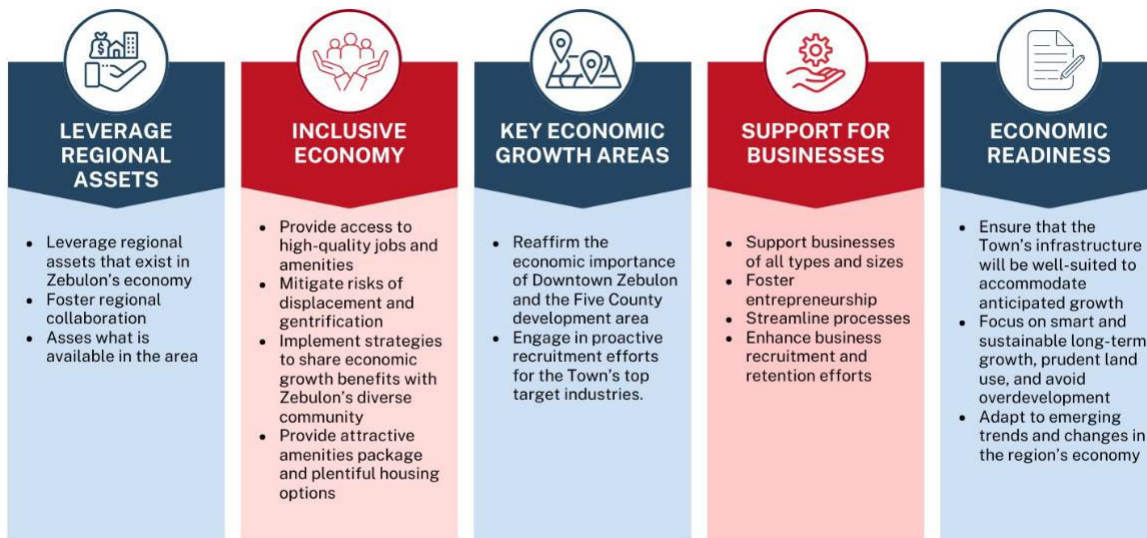 LEVERAGE
REGIONAL
ASSETS
• Leverage regional
assets that exist in
Zebulon's economy
• Foster regional
collaboration
• Asses what is
available in the area
INCLUSIVE
ECONOMY
• Provide access to
high-quality jobs and
amenities
• Mitigate risks of
displacement and
gentrification
• Implement strategies
to share economic
growth benefits with
Zebulon's diverse
community
• Provide attractive
amenities package
and plentiful housing
options
KEY ECONOMIC
GROWTH AREAS
• Reaffirm the
economic importance
of Downtown Zebulon
and the Five County
development area
• Engage in proactive
recruitment efforts
for the Town's top
target industries.
SUPPORT FOR
BUSINESSES
• Support businesses
of all types and sizes
• Foster
entrepreneurship
• Streamline processes
• Enhance business
recruitment and
retention efforts
ECONOMIC
READINESS
• Ensure that the
Town's infrastructure
will be well-suited to
accommodate
anticipated growth
• Focus on smart and
sustainable long-term
growth, prudent land
use, and avoid
overdevelopment
• Adapt to emerging
trends and changes in
the region's economy